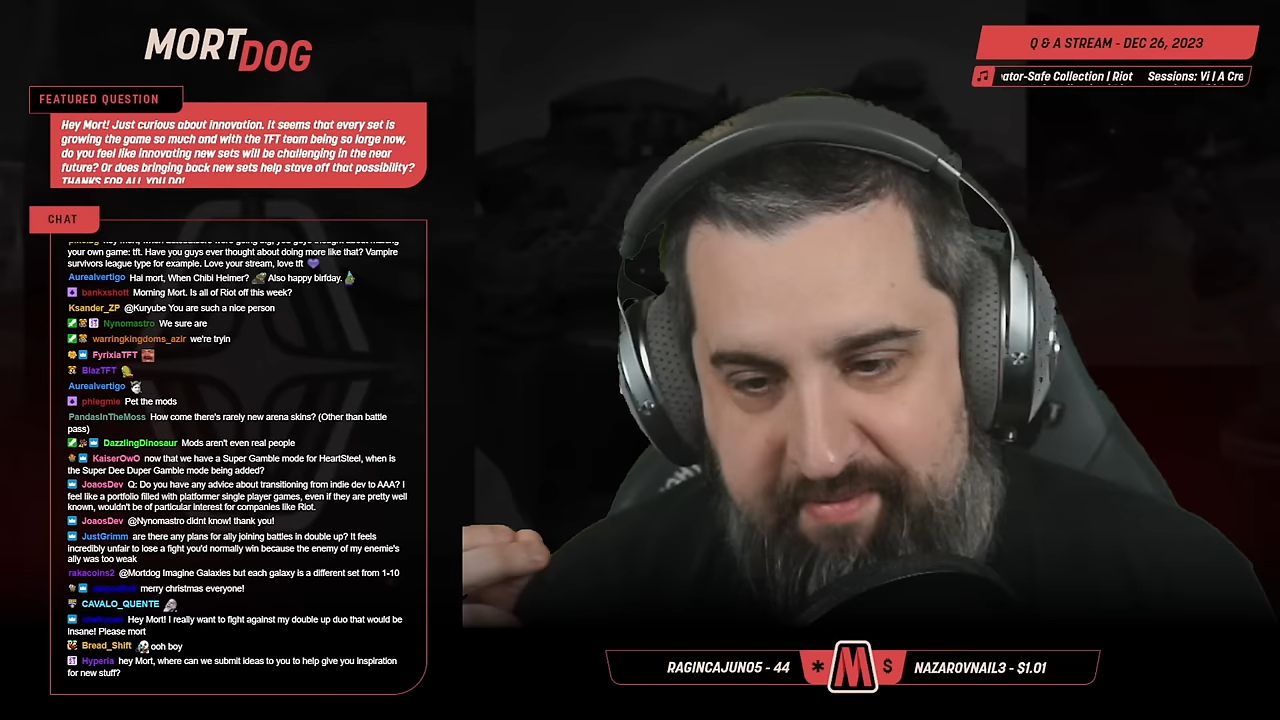 MORTDOG
Q & A STREAM - DEC 26, 2023
ator-Safe Collection | Riot Sessions: Vi | A Cre
FEATURED QUESTION
Hey Mort! Just curious about innovation. It seems that every set is
growing the game so much and with the TFT team being so large now,
do you feel like innovating new sets will be challenging in the near
future? Or does bringing back new sets help stave off that possibility?
THANKS FOR ALL YOU DO!
CHAT
your own game: tft. Have you guys ever thought about doing more like that? Vampire
survivors league type for example. Love your stream, love tft
Aurealvertigo Hai mort, When Chibi Heimer? Also happy birfday.
bankxshott Morning Mort. Is all of Riot off this week?
Ksander_ZP @Kuryube You are such a nice person
Nynomastro We sure are
warringkingdoms_azir we're tryin
FyrixiaTFT
BlazTFT
Aurealvertigo
phlegmie Pet the mods
PandasInTheMoss How come there's rarely new arena skins? (Other than battle
pass)
DazzlingDinosaur Mods aren't even real people
KaiserOwO now that we have a Super Gamble mode for HeartSteel, when is
the Super Dee Duper Gamble mode being added?
JoaosDev Q: Do you have any advice about transitioning from indie dev to AAA? I
feel like a portfolio filled with platformer single player games, even if they are pretty well
known, wouldn't be of particular interest for companies like Riot.
JoaosDev @Nynomastro didnt know! thank you!
JustGrimm are there any plans for ally joining battles in double up? It feels
incredibly unfair to lose a fight you'd normally win because the enemy of my enemie's
ally was too weak
rakacoins2 @Mortdog Imagine Galaxies but each galaxy is a different set from 1-10
merry christmas everyone!
CAVALO_QUENTE
Hey Mort! I really want to fight against my double up duo that would be
insane! Please mort
Bread_Shift ooh boy
Hyperia hey Mort, where can we submit ideas to you to help give you inspiration
for new stuff?
RAGINCAJUN05 - 44 * M $ NAZAROVNAIL3 - $1.01